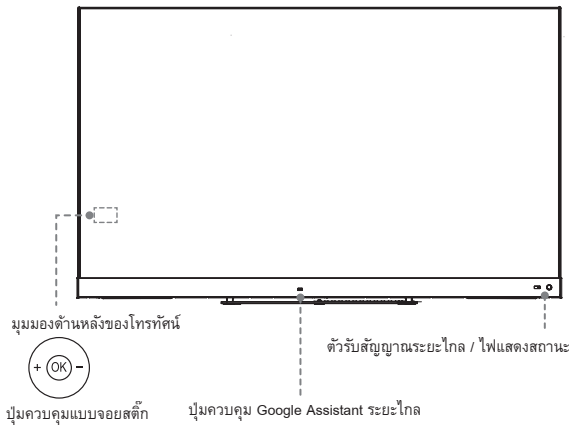 มุมมองด้านหลังของโทรทัศน์
+ OK -
ปุ่มควบคุมแบบจอยสติ๊ก
ปุ่มควบคุม Google Assistant ระยะไกล
ตัวรับสัญญาณระยะไกล / ไฟแสดงสถานะ